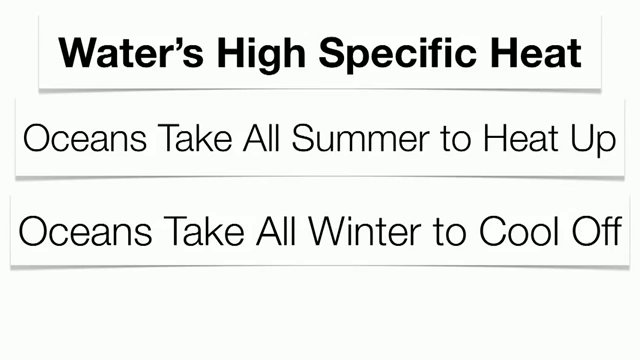 Water’s High Specific Heat
Oceans Take All Summer to Heat Up
Oceans Take All Winter to Cool Off